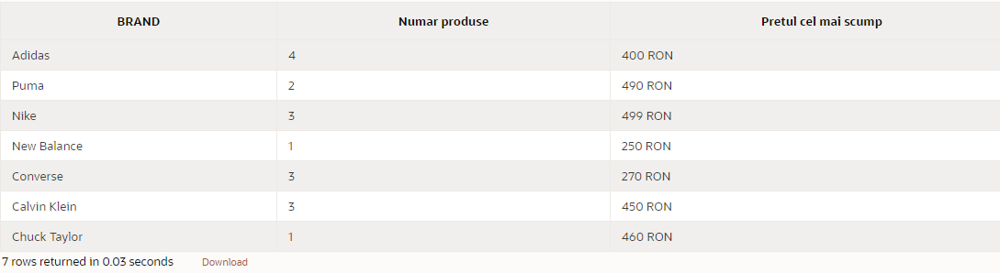 BRAND Numar produse Pretul cel mai scump
Adidas 4 400 RON
Puma 2 490 RON
Nike 3 499 RON
New Balance 1 250 RON
Converse 3 270 RON
Calvin Klein 3 450 RON
Chuck Taylor 1 460 RON
7 rows returned in 0.03 seconds Download